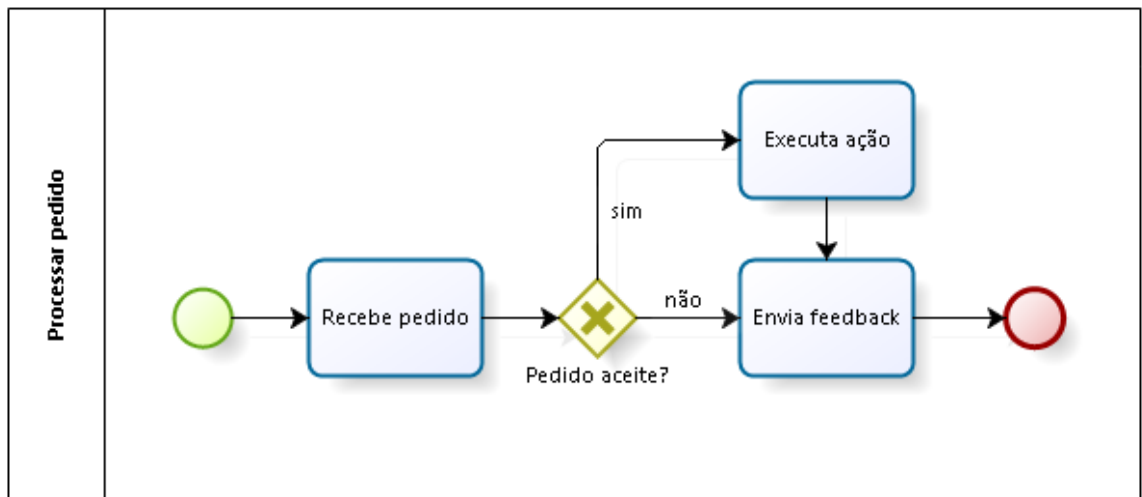 Processar pedido
Executa ação
sim
Recebe pedido
não
Envia feedback
Pedido aceite?